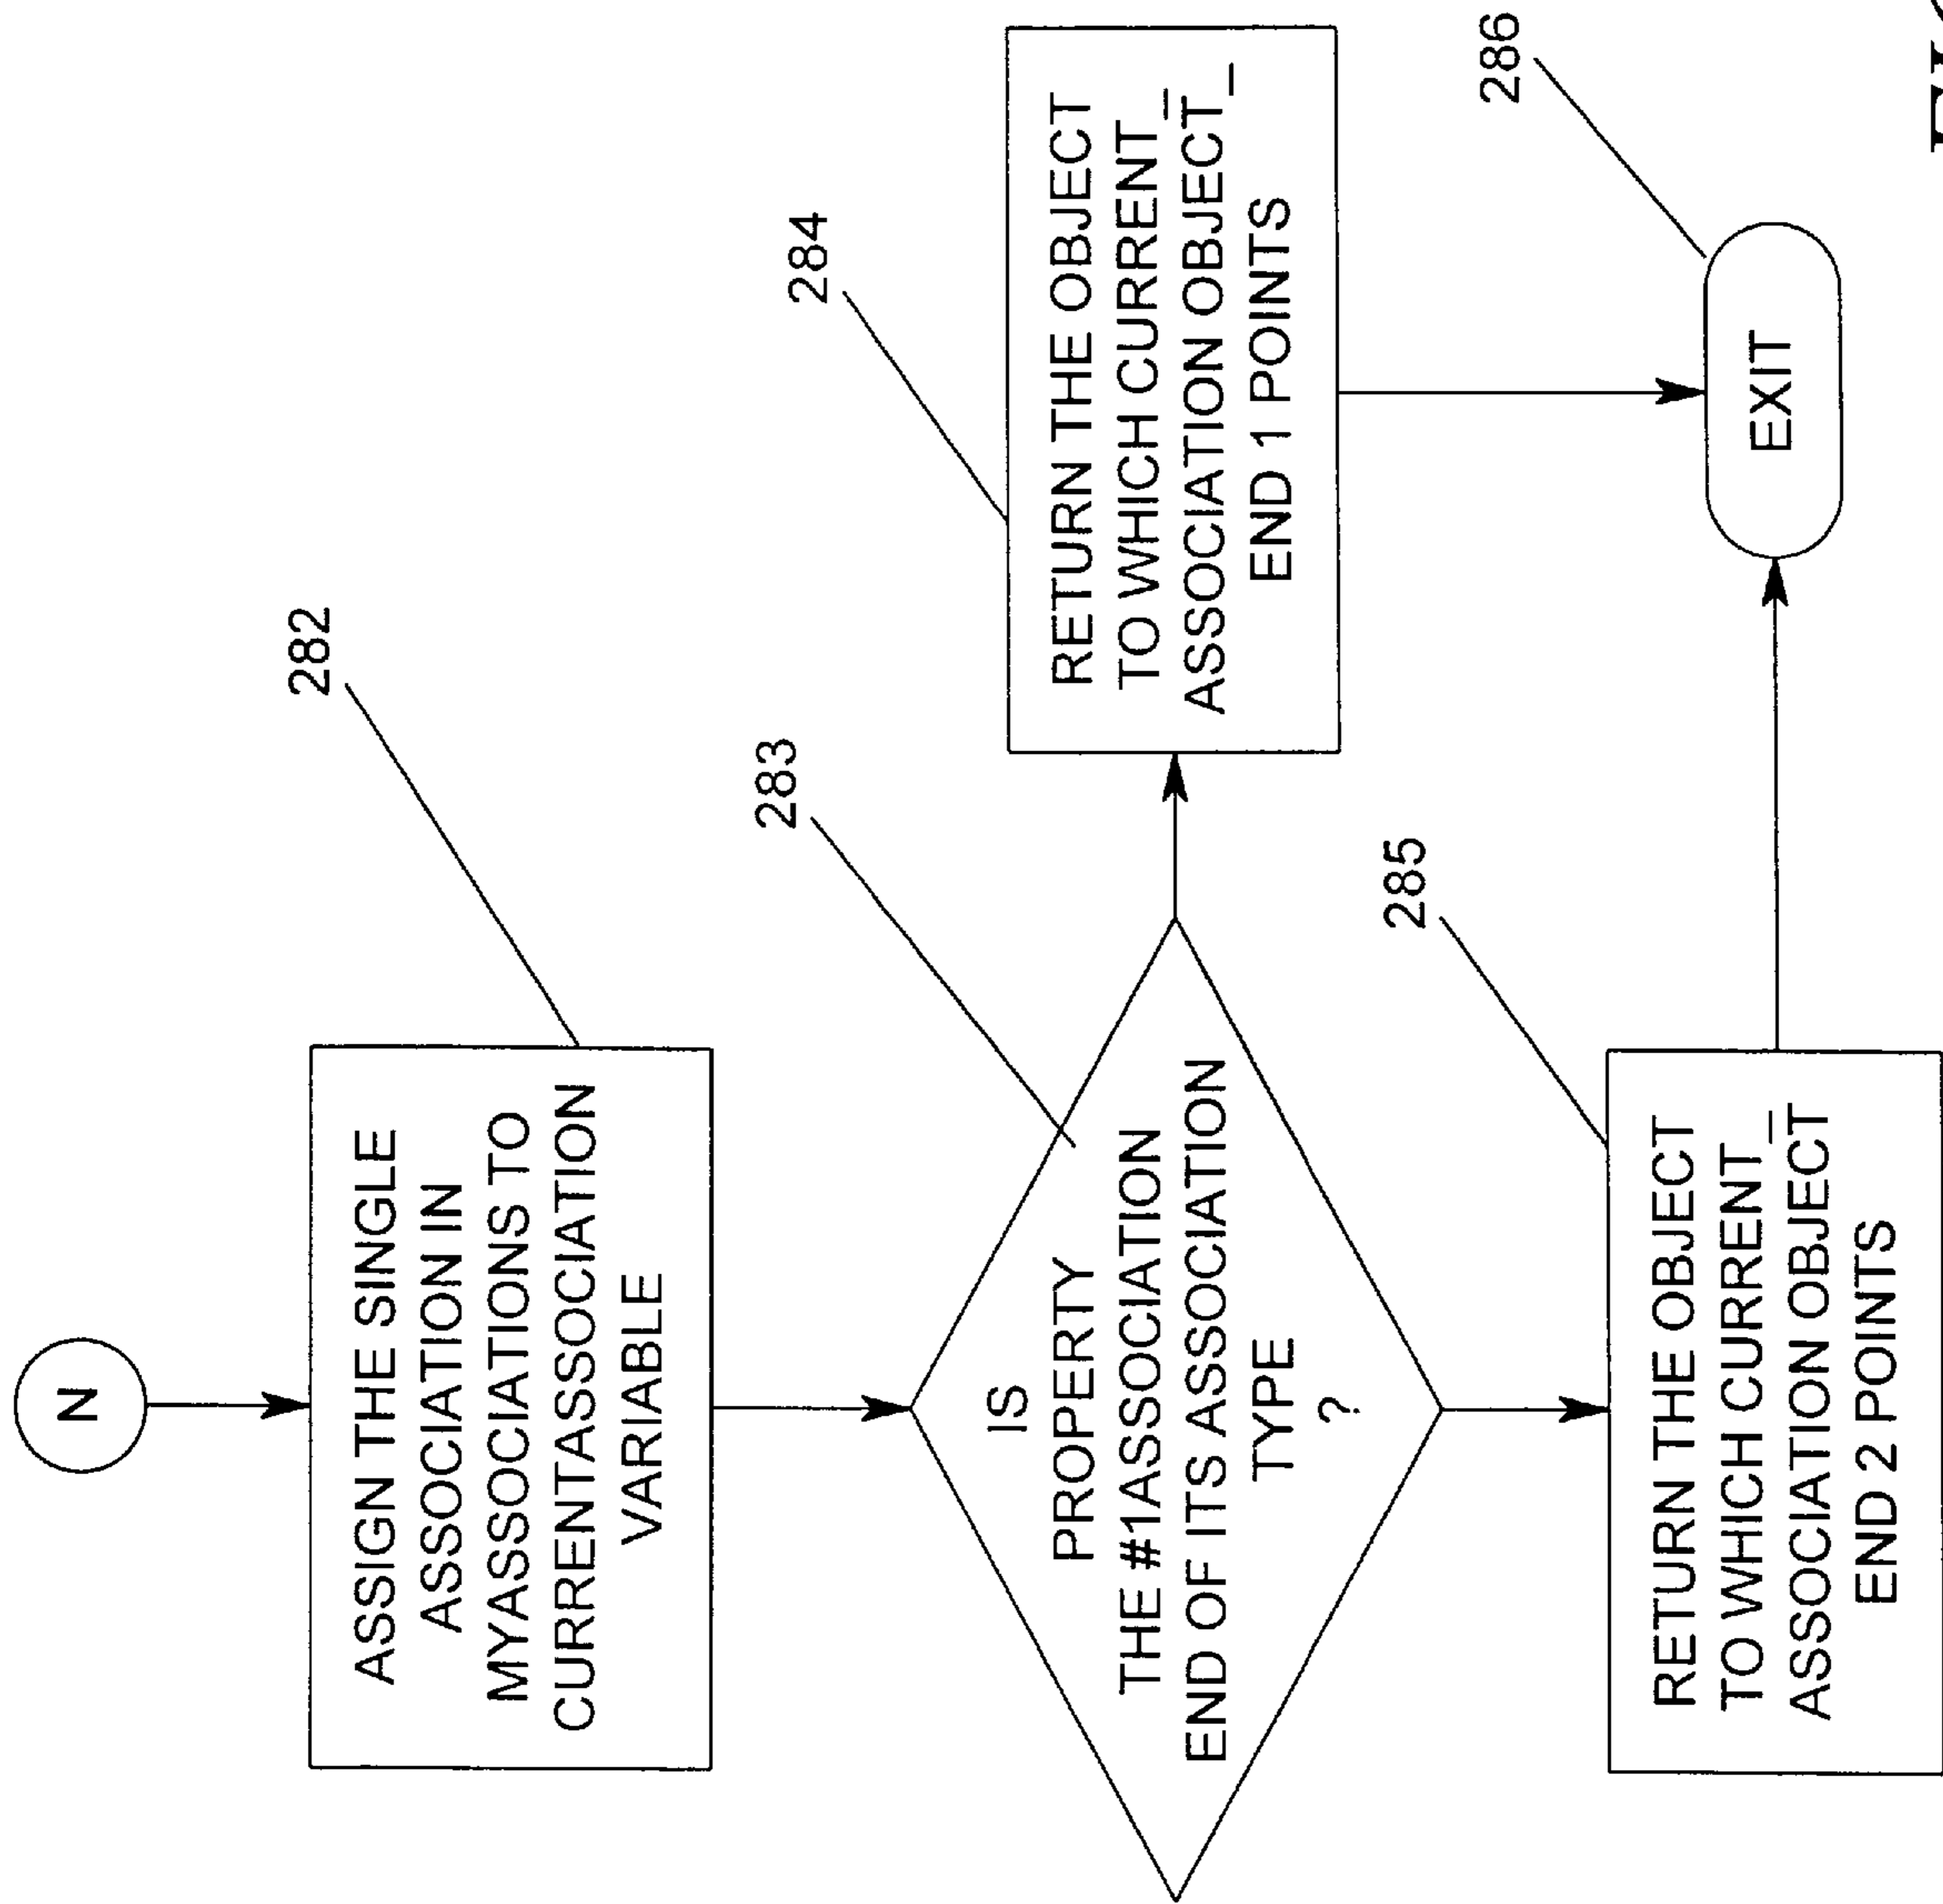 N
282
ASSIGN THE SINGLE
ASSOCIATION IN
MYASSOCIATIONS TO
CURRENTASSOCIATION
VARIABLE
283
IS
PROPERTY
THE #1ASSOCIATION
END OF ITS ASSOCIATION
TYPE
?
284
RETURN THE OBJECT
TO WHICH CURRENT_
ASSOCIATION OBJECT_
END 1 POINTS
285
RETURN THE OBJECT
TO WHICH CURRENT_
ASSOCIATION OBJECT
END 2 POINTS
286
EXIT